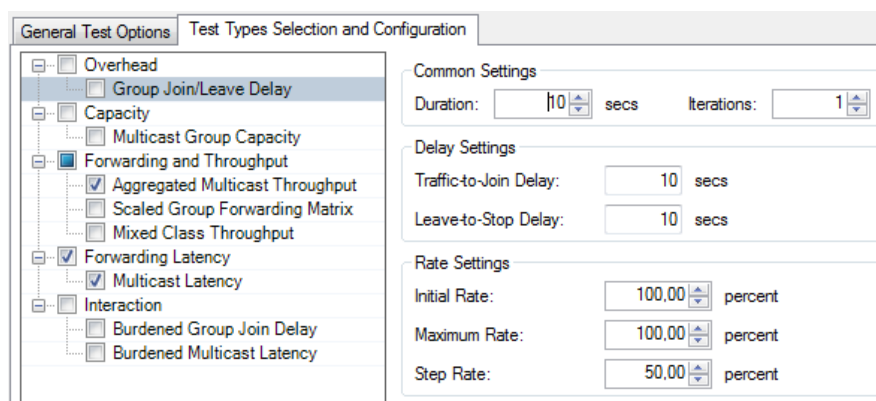 General Test Options
Test Types Selection and Configuration
Overhead
Group Join/Leave Delay
Capacity
Multicast Group Capacity
Forwarding and Throughput
Aggregated Multicast Throughput
Scaled Group Forwarding Matrix
Mixed Class Throughput
Forwarding Latency
Multicast Latency
Interaction
Burdened Group Join Delay
Burdened Multicast Latency
Common Settings
Duration: 10 secs Iterations: 1
Delay Settings
Traffic-to-Join Delay: 10 secs
Leave-to-Stop Delay: 10 secs
Rate Settings
Initial Rate: 100,00 percent
Maximum Rate: 100,00 percent
Step Rate: 50,00 percent